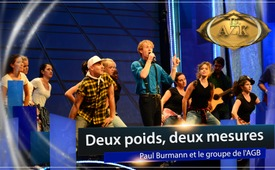 AZK
Deux poids, deux mesures
Paul Burmann et le groupe de l'AGB